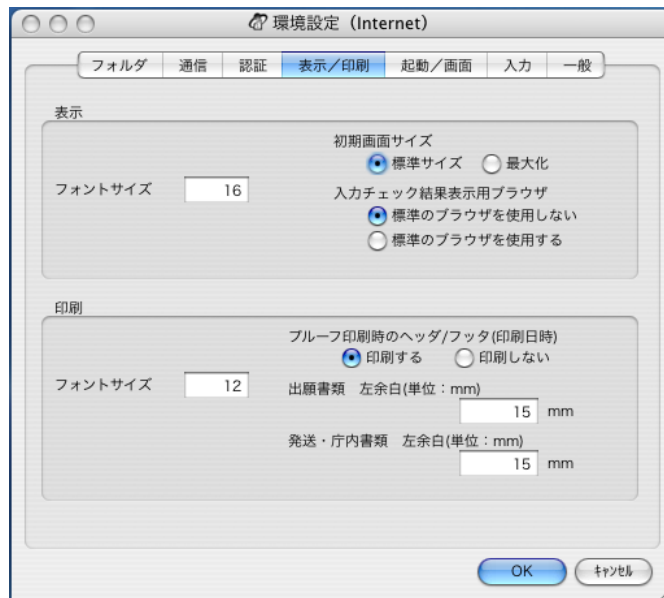 環境設定（Internet）
フォルダ 通信 認証 表示／印刷 起動／画面 入力 一般
表示
初期画面サイズ
標準サイズ 最大化
フォントサイズ 16
入力チェック結果表示用ブラウザ
標準のブラウザを使用しない
標準のブラウザを使用する
印刷
プルーフ印刷時のヘッダ/フッタ(印刷日時)
印刷する 印刷しない
フォントサイズ 12
出願書類 左余白(単位：mm)
15 mm
発送・庁内書類 左余白(単位：mm)
15 mm
OK ｷｬﾝｾﾙ